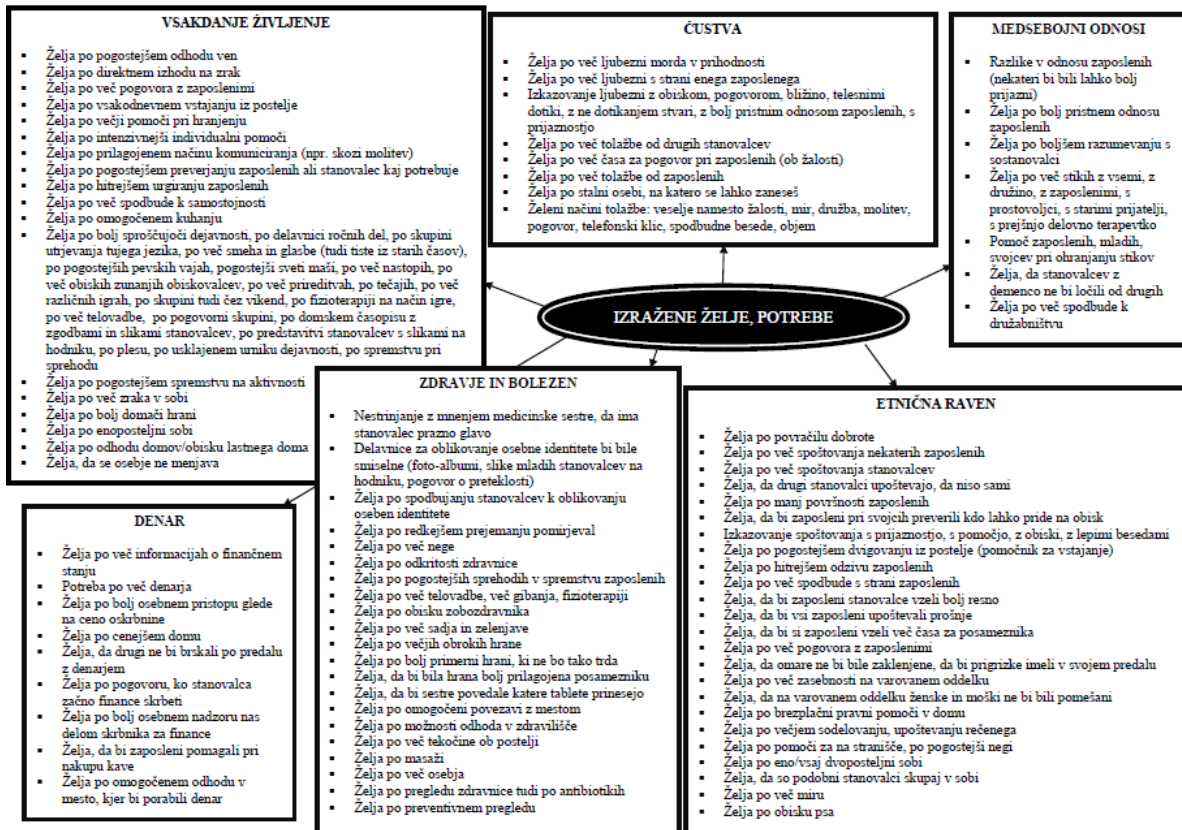 VSAKDANJE ŽIVLJENJE
▪ Želja po pogostejšem odhodu ven
▪ Želja po direktnem izhodu na zrak
▪ Želja po več pogovora z zaposlenimi
▪ Želja po vsakodnevnem vstajanju iz postelje
▪ Želja po večji pomoči pri hranjenju
▪ Želja po intenzivnejši individualni pomoči
▪ Želja po prilagojenem načinu komuniciranja (npr. skozi molitev)
▪ Želja po pogostejšem preverjanju zaposlenih ali stanovalec kaj potrebuje
▪ Želja po hitrejšem urgiranju zaposlenih
▪ Želja po več spodbude k samostojnosti
▪ Želja po omogočenem kuhanju
▪ Želja po bolj sproščujoči dejavnosti, po delavnici ročnih del, po skupini
utrjevanja tujega jezika, po več smeha in glasbe (tudi tiste iz starih časov),
po pogostejših pevskih vajah, pogostejši sveti maši, po več nastopih, po
več obiskih zunanjih obiskovalcev, po več prireditvah, po tečajih, po več
različnih igrah, po skupini tudi čez vikend, po fizioterapiji na način igre,
po več telovadbe, po pogovorni skupini, po domskem časopisu z
zgodbami in slikami stanovalcev, po predstavitvi stanovalcev s slikami na
hodniku, po plesu, po usklajenem urniku dejavnosti, po spremstvu pri
sprehodu
▪ Želja po pogostejšem spremstvu na aktivnosti
▪ Želja po več zraka v sobi
▪ Želja po bolj domači hrani
▪ Želja po enoposteljni sobi
▪ Želja po odhodu domov/obisku lastnega doma
▪ Želja, da se osebje ne menjava
ČUSTVA
▪ Želja po več ljubezni morda v prihodnosti
▪ Želja po več ljubezni s strani enega zaposlenega
▪ Izkazovanje ljubezni z obiskom, pogovorom, bližino, telesnimi
dotiki, z ne dotikanjem stvari, z bolj pristnim odnosom zaposlenih, s
prijaznostjo
▪ Želja po več tolažbe od drugih stanovalcev
▪ Želja po več časa za pogovor pri zaposlenih (ob žalosti)
▪ Želja po več tolažbe od zaposlenih
▪ Želja po stalni osebi, na katero se lahko zaneseš
▪ Želeni načini tolažbe: veselje namesto žalosti, mir, družba, molitev,
pogovor, telefonski klic, spodbudne besede, objem
MEDSEBOJNI ODNOSI
▪ Razlike v odnosu zaposlenih
(nekateri bi bili lahko bolj
prijazni)
▪ Želja po bolj pristnem odnosu
zaposlenih
▪ Želja po boljšem razumevanju s
sostanovalci
▪ Želja po več stikih z vsemi, z
družino, z zaposlenimi, s
prostovoljci, s starimi prijatelji,
s prejšnjo delovno terapevtko
▪ Pomoč zaposlenih, mladih,
svojcev pri ohranjanju stikov
▪ Želja, da stanovalcev z
demenco ne bi ločili od drugih
▪ Želja po več spodbude k
družabništvu
IZRAŽENE ŽELJE, POTREBE
DENAR
▪ Želja po več informacijah o finančnem
stanju
▪ Potreba po več denarja
▪ Želja po bolj osebnem pristopu glede
na ceno oskrbnine
▪ Želja po cenejšem domu
▪ Želja, da drugi ne bi brskali po predalu
z denarjem
▪ Želja po pogovoru, ko stanovalca
začno finance skrbeti
▪ Želja po bolj osebnem nadzoru nas
delom skrbnika za finance
▪ Želja, da bi zaposleni pomagali pri
nakupu kave
▪ Želja po omogočenem odhodu v
mesto, kjer bi porabili denar
ZDRAVJE IN BOLEZEN
▪ Nestrinjanje z mnenjem medicinske sestre, da ima
stanovalec prazno glavo
▪ Delavnice za oblikovanje osebne identitete bi bile
smiselne (foto-albumi, slike mladih stanovalcev na
hodniku, pogovor o preteklosti)
▪ Želja po spodbujanju stanovalcev k oblikovanju
oseben identitete
▪ Želja po redkejšem prejemanju pomirjeval
▪ Želja po več nege
▪ Želja po odkritosti zdravnice
▪ Želja po pogostejših sprehodih v spremstvu zaposlenih
▪ Želja po več telovadbe, več gibanja, fizioterapiji
▪ Želja po obisku zobozdravnika
▪ Želja po več sadja in zelenjave
▪ Želja po večjih obrokih hrane
▪ Želja po bolj primerni hrani, ki ne bo tako trda
▪ Želja, da bi bila hrana bolj prilagojena posamezniku
▪ Želja, da bi sestre povedale katere tablete prinesejo
▪ Želja po omogočeni povezavi z mestom
▪ Želja po možnosti odhoda v zdravilišče
▪ Želja po več tekočine ob postelji
▪ Želja po masaži
▪ Želja po več osebja
▪ Želja po pregledu zdravnice tudi po antibiotikih
▪ Želja po preventivnem pregledu
ETNIČNA RAVEN
▪ Želja po povračilu dobrote
▪ Želja po več spoštovanja nekaterih zaposlenih
▪ Želja po več spoštovanja stanovalcev
▪ Želja, da drugi stanovalci upoštevajo, da niso sami
▪ Želja po manj površnosti zaposlenih
▪ Želja, da bi zaposleni pri svojcih preverili kdo lahko pride na obisk
▪ Izkazovanje spoštovanja s prijaznostjo, s pomočjo, z obiski, z lepimi besedami
▪ Želja po pogostejšem dvigovanju iz postelje (pomočnik za vstajanje)
▪ Želja po hitrejšem odzivu zaposlenih
▪ Želja po več spodbude s strani zaposlenih
▪ Želja, da bi zaposleni stanovalce vzeli bolj resno
▪ Želja, da bi vsi zaposleni upoštevali prošnje
▪ Želja, da bi si zaposleni vzeli več časa za posameznika
▪ Želja po več pogovora z zaposlenimi
▪ Želja, da omare ne bi bile zaklenjene, da bi prigrizke imeli v svojem predalu
▪ Želja po več zasebnosti na varovanem oddelku
▪ Želja, da na varovanem oddelku ženske in moški ne bi bili pomešani
▪ Želja po brezplačni pravni pomoči v domu
▪ Želja po večjem sodelovanju, upoštevanju rečenega
▪ Želja po pomoči za na stranišče, po pogostejši negi
▪ Želja po eno/vsaj dvoposteljni sobi
▪ Želja, da so podobni stanovalci skupaj v sobi
▪ Želja po več miru
▪ Želja po obisku psa